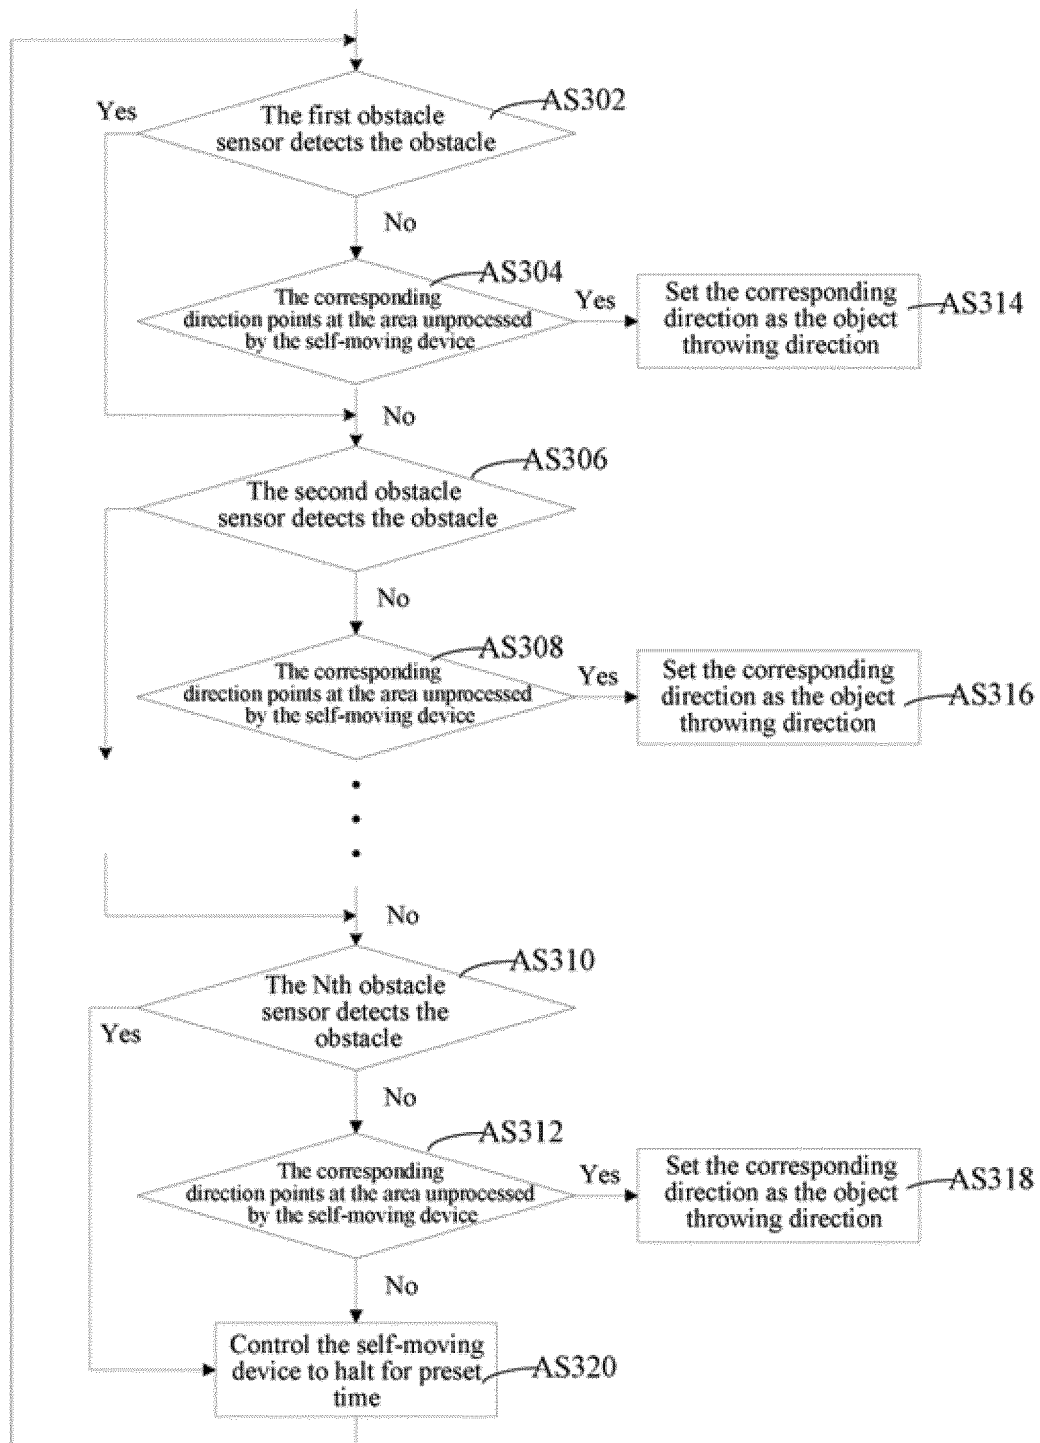 AS302
Yes
The first obstacle
sensor detects the obstacle
No
AS304
The corresponding
direction points at the area unprocessed
by the self-moving device
Yes
Set the corresponding
direction as the object
throwing direction
AS314
No
AS306
The second obstacle
sensor detects the obstacle
No
AS308
The corresponding
direction points at the area unprocessed
by the self-moving device
Yes
Set the corresponding
direction as the object
throwing direction
AS316
No
AS310
The Nth obstacle
sensor detects the
obstacle
Yes
No
AS312
The corresponding
direction points at the area unprocessed
by the self-moving device
Yes
Set the corresponding
direction as the object
throwing direction
AS318
No
Control the self-moving
device to halt for preset
time
AS320